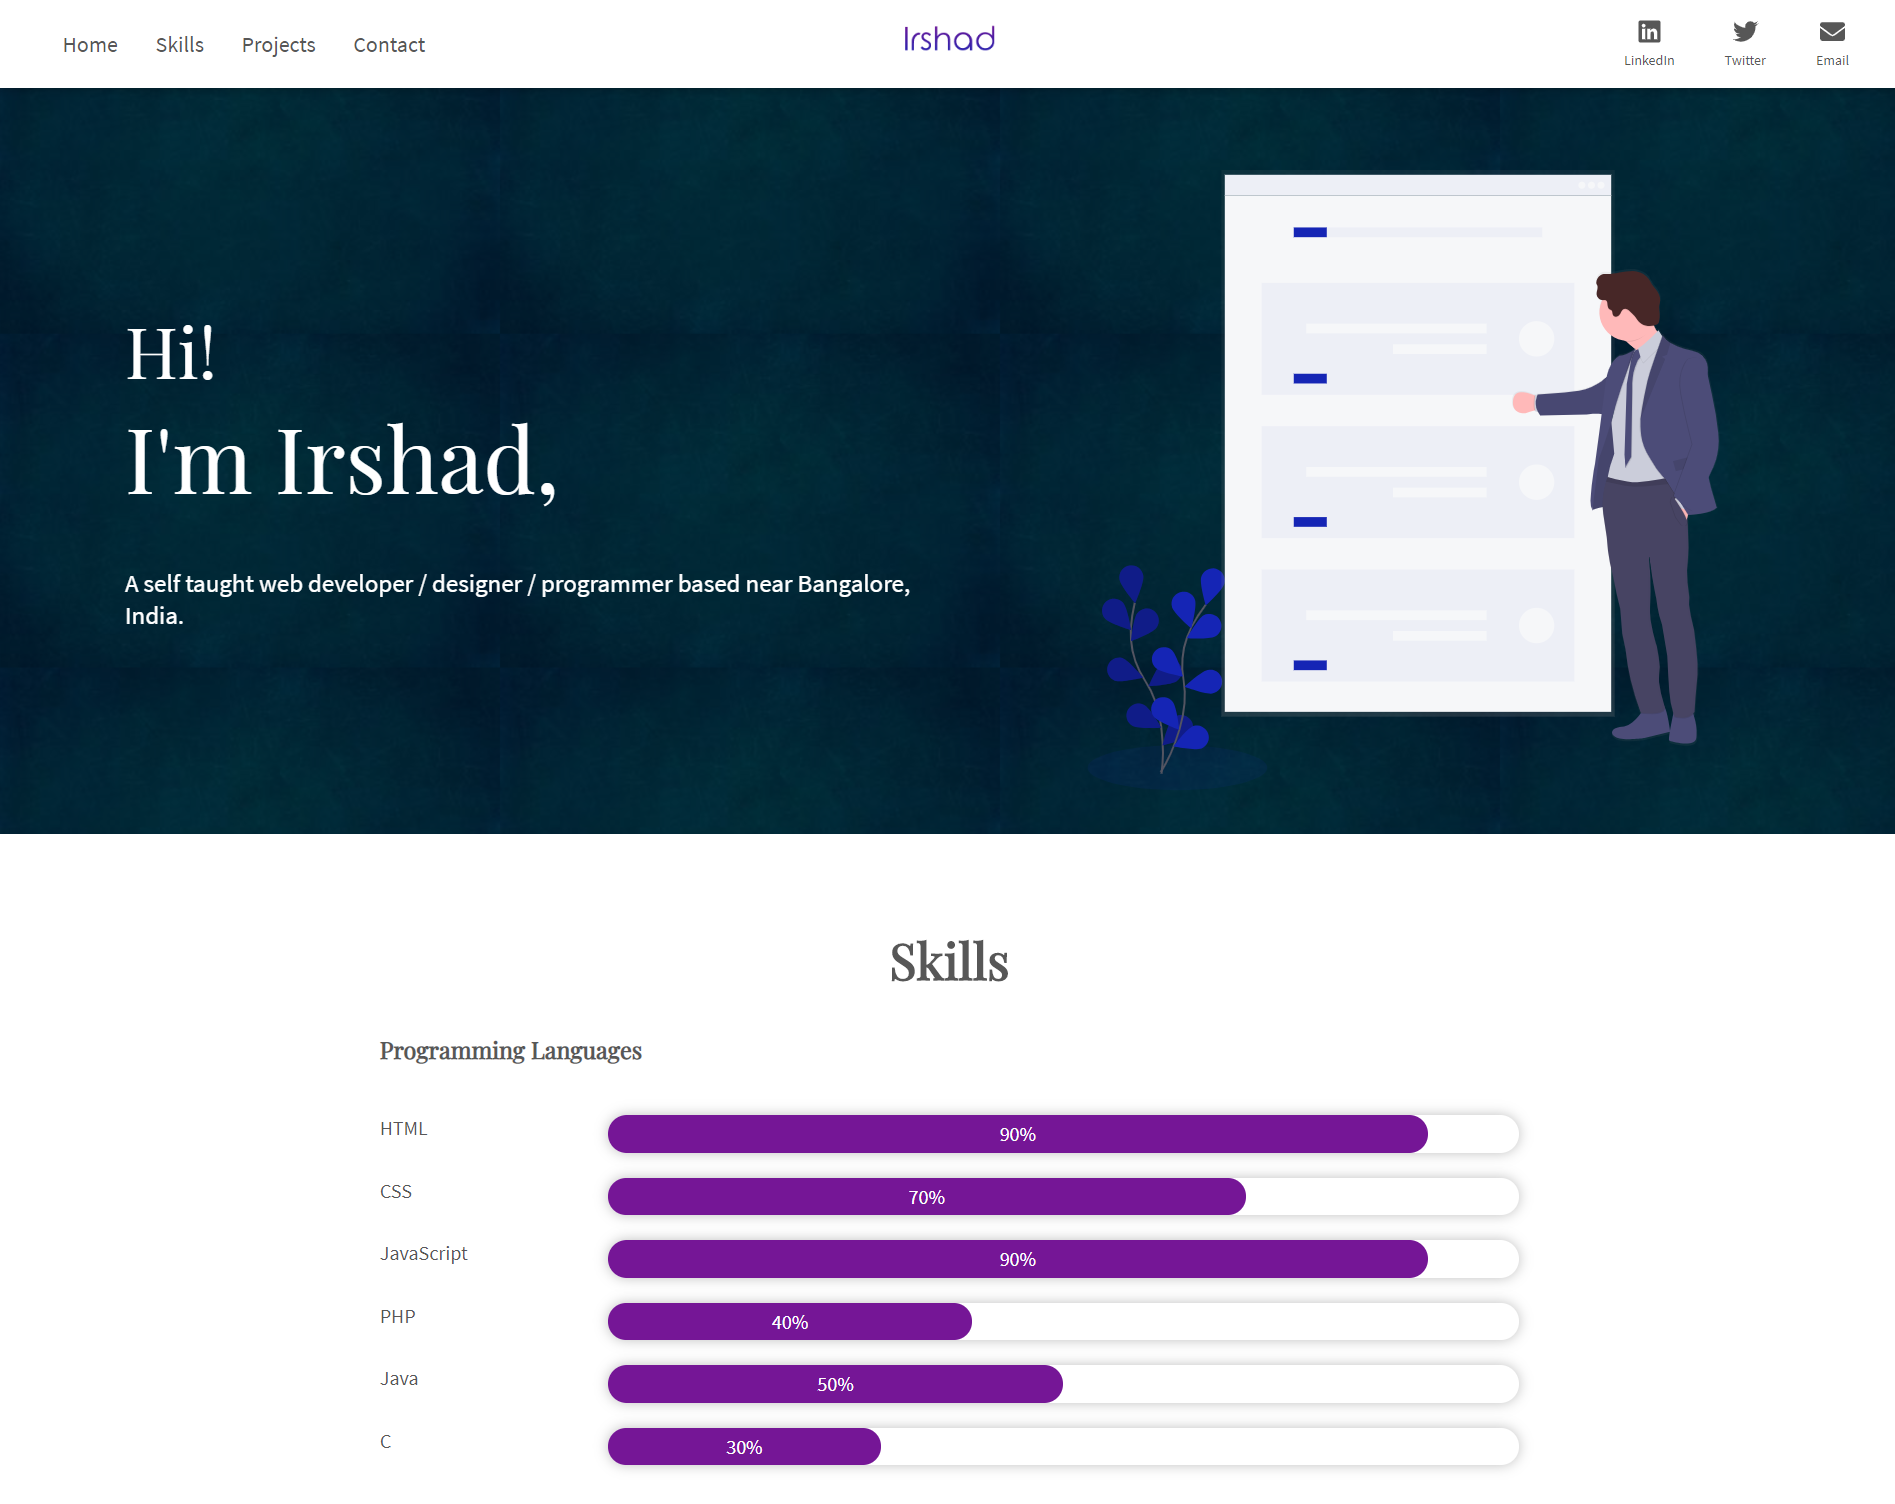 Home Skills Projects Contact
Irshad
LinkedIn Twitter Email
Hi!
I'm Irshad,
A self taught web developer / designer / programmer based near Bangalore,
India.
Skills
Programming Languages
HTML 90%
CSS 70%
JavaScript 90%
PHP 40%
Java 50%
C 30%